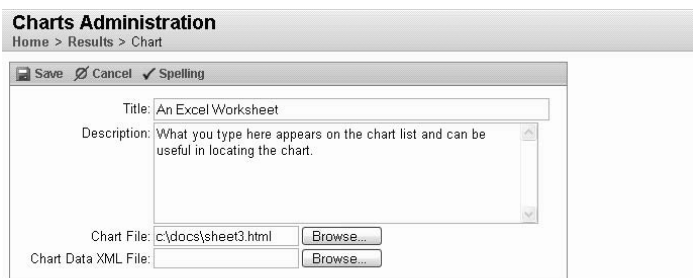 Charts Administration
Home > Results > Chart
Save Cancel Spelling
Title: An Excel Worksheet
Description: What you type here appears on the chart list and can be
useful in locating the chart.
Chart File: c:\docs\sheet3.html Browse...
Chart Data XML File: Browse...